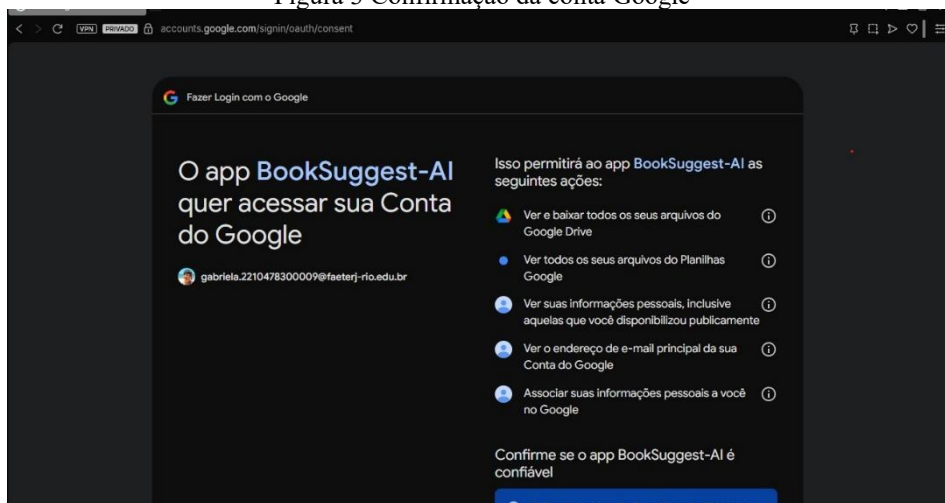 Figura 3 Confirmação da conta Google
VPN PRIVADO accounts.google.com/signin/oauth/consent
Fazer Login com o Google
O app BookSuggest-AI
quer acessar sua Conta
do Google
gabriela.2210478300009@faeterj-rio.edu.br
Isso permitirá ao app BookSuggest-AI as
seguintes ações:
Ver e baixar todos os seus arquivos do
Google Drive
Ver todos os seus arquivos do Planilhas
Google
Ver suas informações pessoais, inclusive
aquelas que você disponibilizou publicamente
Ver o endereço de e-mail principal da sua
Conta do Google
Associar suas informações pessoais a você
no Google
Confirme se o app BookSuggest-AI é
confiável